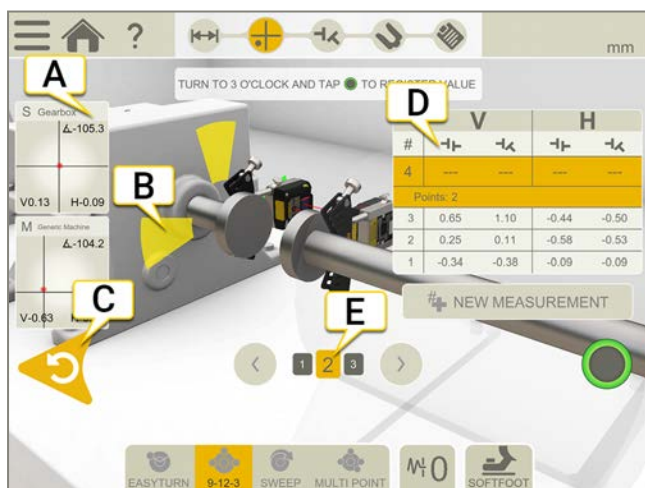 ?
mm
TURN TO 3 O'CLOCK AND TAP TO REGISTER VALUE
A
S Gearbox
∡-105.3
V0.13 H-0.09
B
M Generic Machine
∡-104.2
V-0.63
C
D
V H
#
4 --- --- --- ---
Points: 2
3 0.65 1.10 -0.44 -0.50
2 0.25 0.11 -0.58 -0.53
1 -0.34 -0.38 -0.09 -0.09
NEW MEASUREMENT
E
1 2 3
EASYTURN 9-12-3 SWEEP MULTI POINT
0
SOFTFOOT